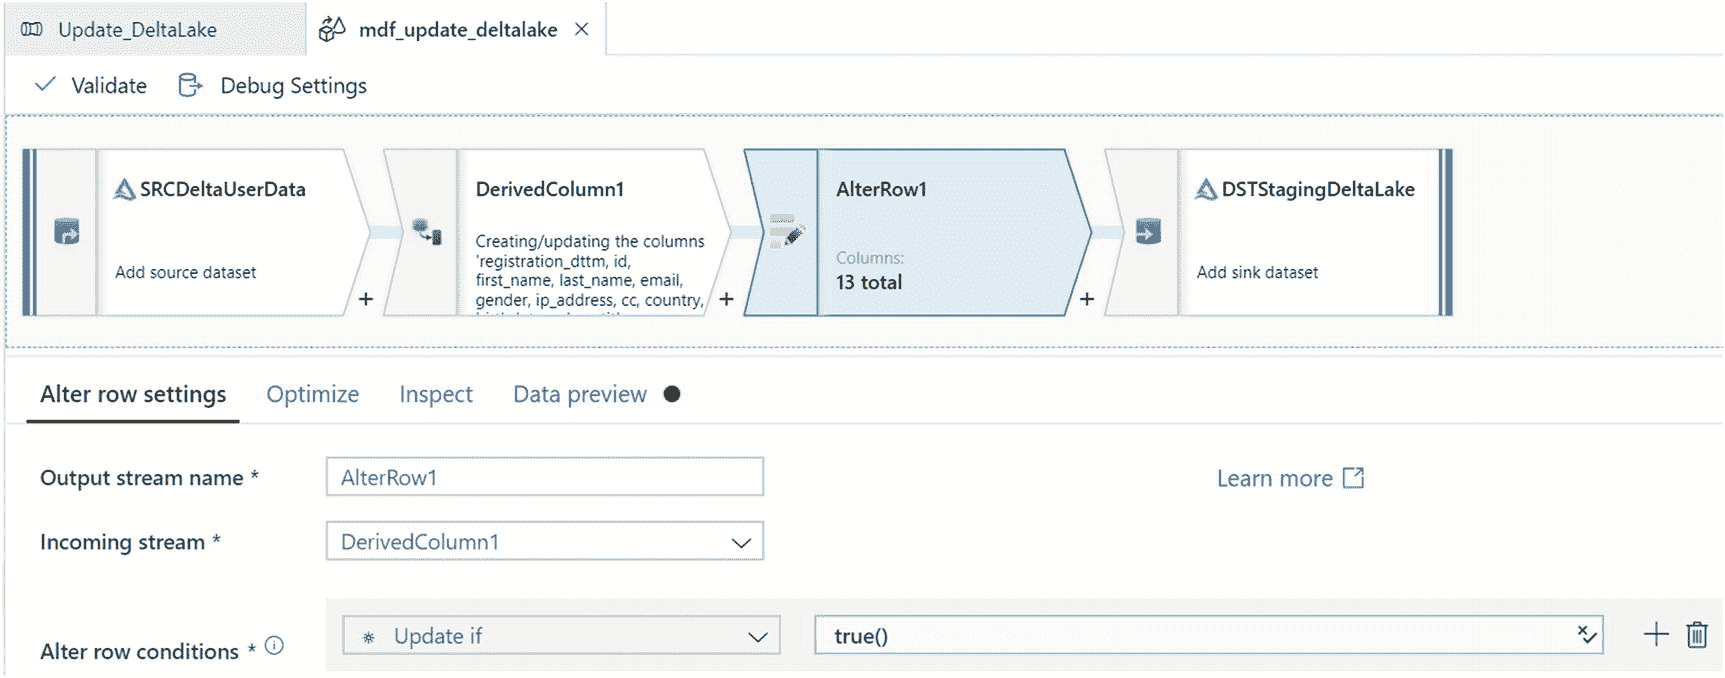 Update_DeltaLake
mdf_update_deltalake
Validate
Debug Settings
SRCDeltaUserData
Add source dataset
+
DerivedColumn1
Creating/updating the columns
'registration_dttm, id,
first_name, last_name, email,
gender, ip_address, cc, country,
+
AlterRow1
Columns:
13 total
+
DSTStagingDeltaLake
Add sink dataset
Alter row settings
Optimize
Inspect
Data preview
Output stream name *
AlterRow1
Learn more
Incoming stream *
DerivedColumn1
Alter row conditions *
Update if
true()